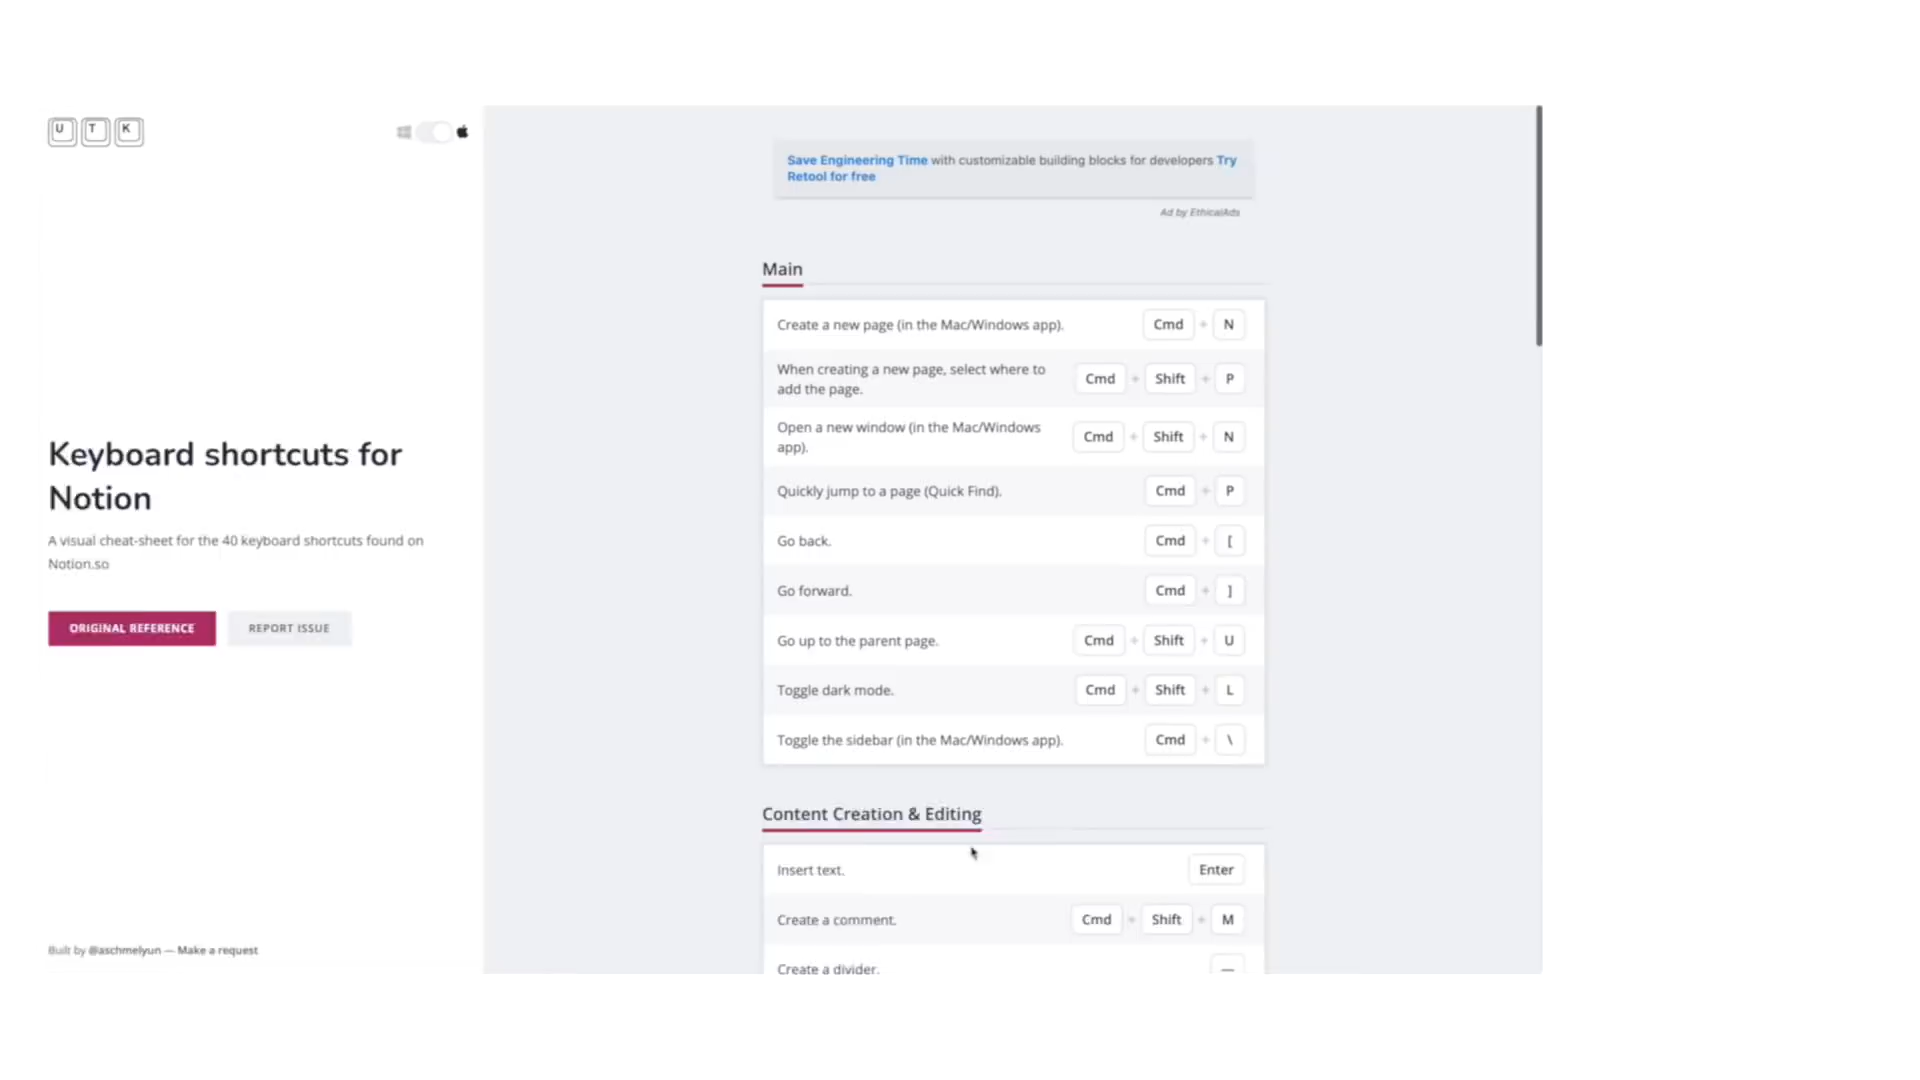 U T K
Keyboard shortcuts for
Notion
A visual cheat-sheet for the 40 keyboard shortcuts found on
Notion.so
ORIGINAL REFERENCE
REPORT ISSUE
Built by @aschmelyun — Make a request
Save Engineering Time with customizable building blocks for developers Try
Retool for free
Ad by EthicalAds
Main
Create a new page (in the Mac/Windows app). Cmd + N
When creating a new page, select where to
add the page. Cmd + Shift + P
Open a new window (in the Mac/Windows
app). Cmd + Shift + N
Quickly jump to a page (Quick Find). Cmd + P
Go back. Cmd + [
Go forward. Cmd + ]
Go up to the parent page. Cmd + Shift + U
Toggle dark mode. Cmd + Shift + L
Toggle the sidebar (in the Mac/Windows app). Cmd + \
Content Creation & Editing
Insert text. Enter
Create a comment. Cmd + Shift + M
Create a divider. —